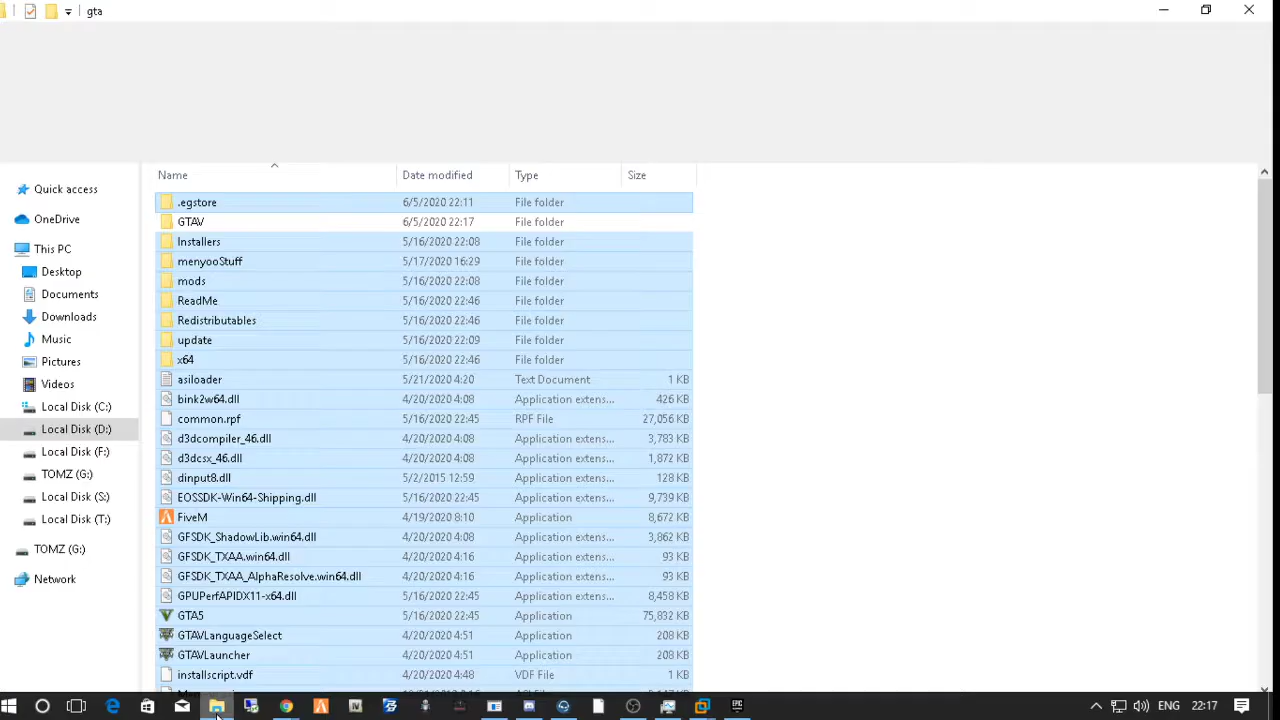 gta
Name Date modified Type Size
Quick access
OneDrive
This PC
Desktop
Documents
Downloads
Music
Pictures
Videos
Local Disk (C:)
Local Disk (D:)
Local Disk (F:)
TOMZ (G:)
Local Disk (S:)
Local Disk (T:)
TOMZ (G:)
Network
.egstore 6/5/2020 22:11 File folder
GTAV 6/5/2020 22:17 File folder
Installers 5/16/2020 22:08 File folder
menyooStuff 5/17/2020 16:29 File folder
mods 5/16/2020 22:08 File folder
ReadMe 5/16/2020 22:46 File folder
Redistributables 5/16/2020 22:46 File folder
update 5/16/2020 22:09 File folder
x64 5/16/2020 22:46 File folder
asiloader 5/21/2020 4:20 Text Document 1 KB
bink2w64.dll 4/20/2020 4:08 Application extens... 426 KB
common.rpf 5/16/2020 22:45 RPF File 27,056 KB
d3dcompiler_46.dll 4/20/2020 4:08 Application extens... 3,783 KB
d3dcsx_46.dll 4/20/2020 4:08 Application extens... 1,872 KB
dinput8.dll 5/2/2015 12:59 Application extens... 128 KB
EOSSDK-Win64-Shipping.dll 5/16/2020 22:45 Application extens... 9,739 KB
FiveM 4/19/2020 8:10 Application 8,672 KB
GFSDK_ShadowLib.win64.dll 4/20/2020 4:08 Application extens... 3,862 KB
GFSDK_TXAA.win64.dll 4/20/2020 4:16 Application extens... 93 KB
GFSDK_TXAA_AlphaResolve.win64.dll 4/20/2020 4:16 Application extens... 93 KB
GPUPerfAPIDX11-x64.dll 5/16/2020 22:45 Application extens... 8,458 KB
GTA5 5/16/2020 22:45 Application 75,832 KB
GTAVLanguageSelect 4/20/2020 4:51 Application 208 KB
GTAVLauncher 4/20/2020 4:51 Application 208 KB
installscript.vdf 4/20/2020 4:48 VDF File 1 KB
EPIC
ENG 22:17